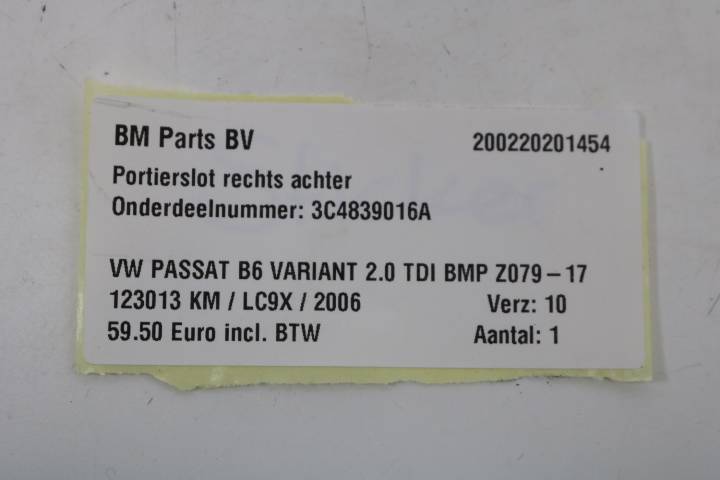 BM Parts BV 200220201454
Portierslot rechts achter
Onderdeelnummer: 3C4839016A
VW PASSAT B6 VARIANT 2.0 TDI BMP Z079-17
123013 KM / LC9X / 2006 Verz: 10
59.50 Euro incl. BTW Aantal: 1